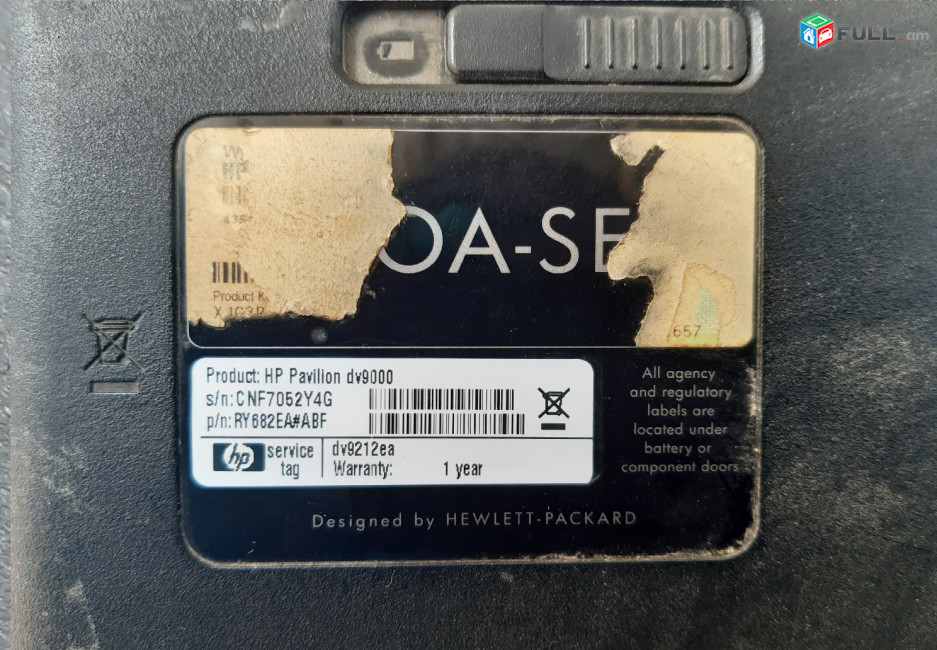 FULL.am
HP
OA-SE
Product K
657
Product: HP Pavilion dv9000
s/n: CNF7052Y4G
p/n: RY682EA#ABF
hp
service
tag
dv9212ea
Warranty: 1 year
All agency
and regulatory
labels are
located under
battery or
component doors
Designed by HEWLETT-PACKARD